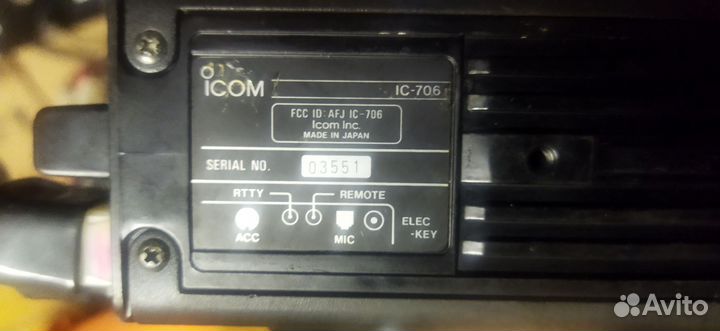 ICOM
IC-706
FCC ID: AFJ IC-706
Icom Inc.
MADE IN JAPAN
SERIAL NO. 03551
RTTY REMOTE
ACC MIC
ELEC
-KEY
Avito